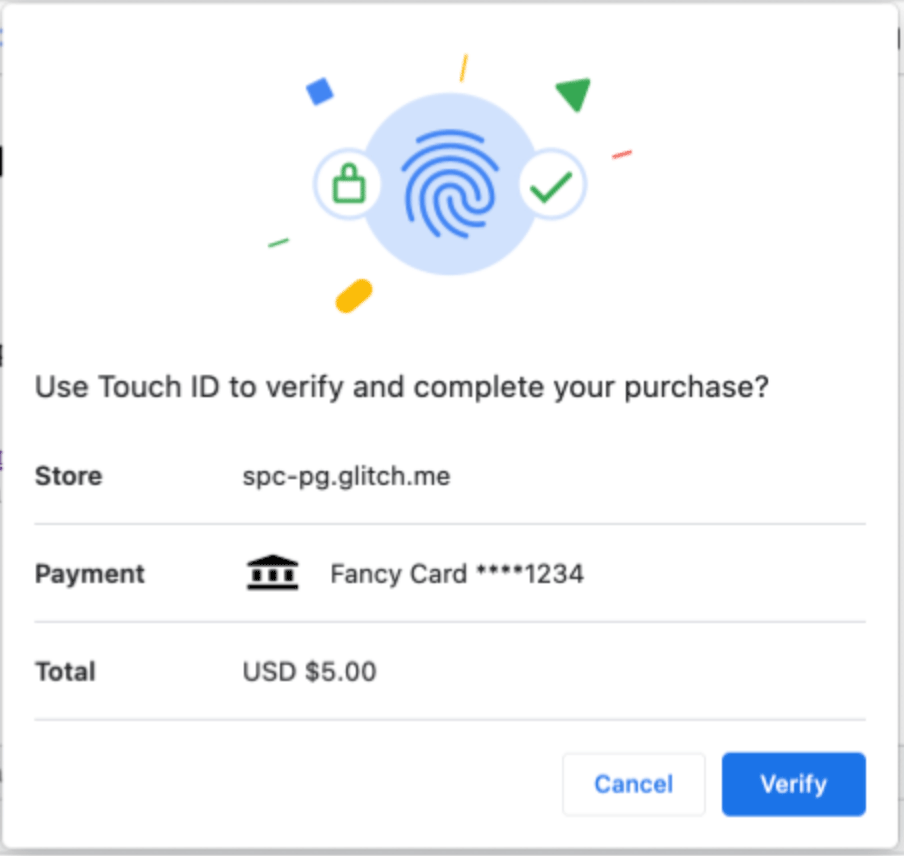 Use Touch ID to verify and complete your purchase?
Store spc-pg.glitch.me
Payment Fancy Card ****1234
Total USD $5.00
Cancel Verify